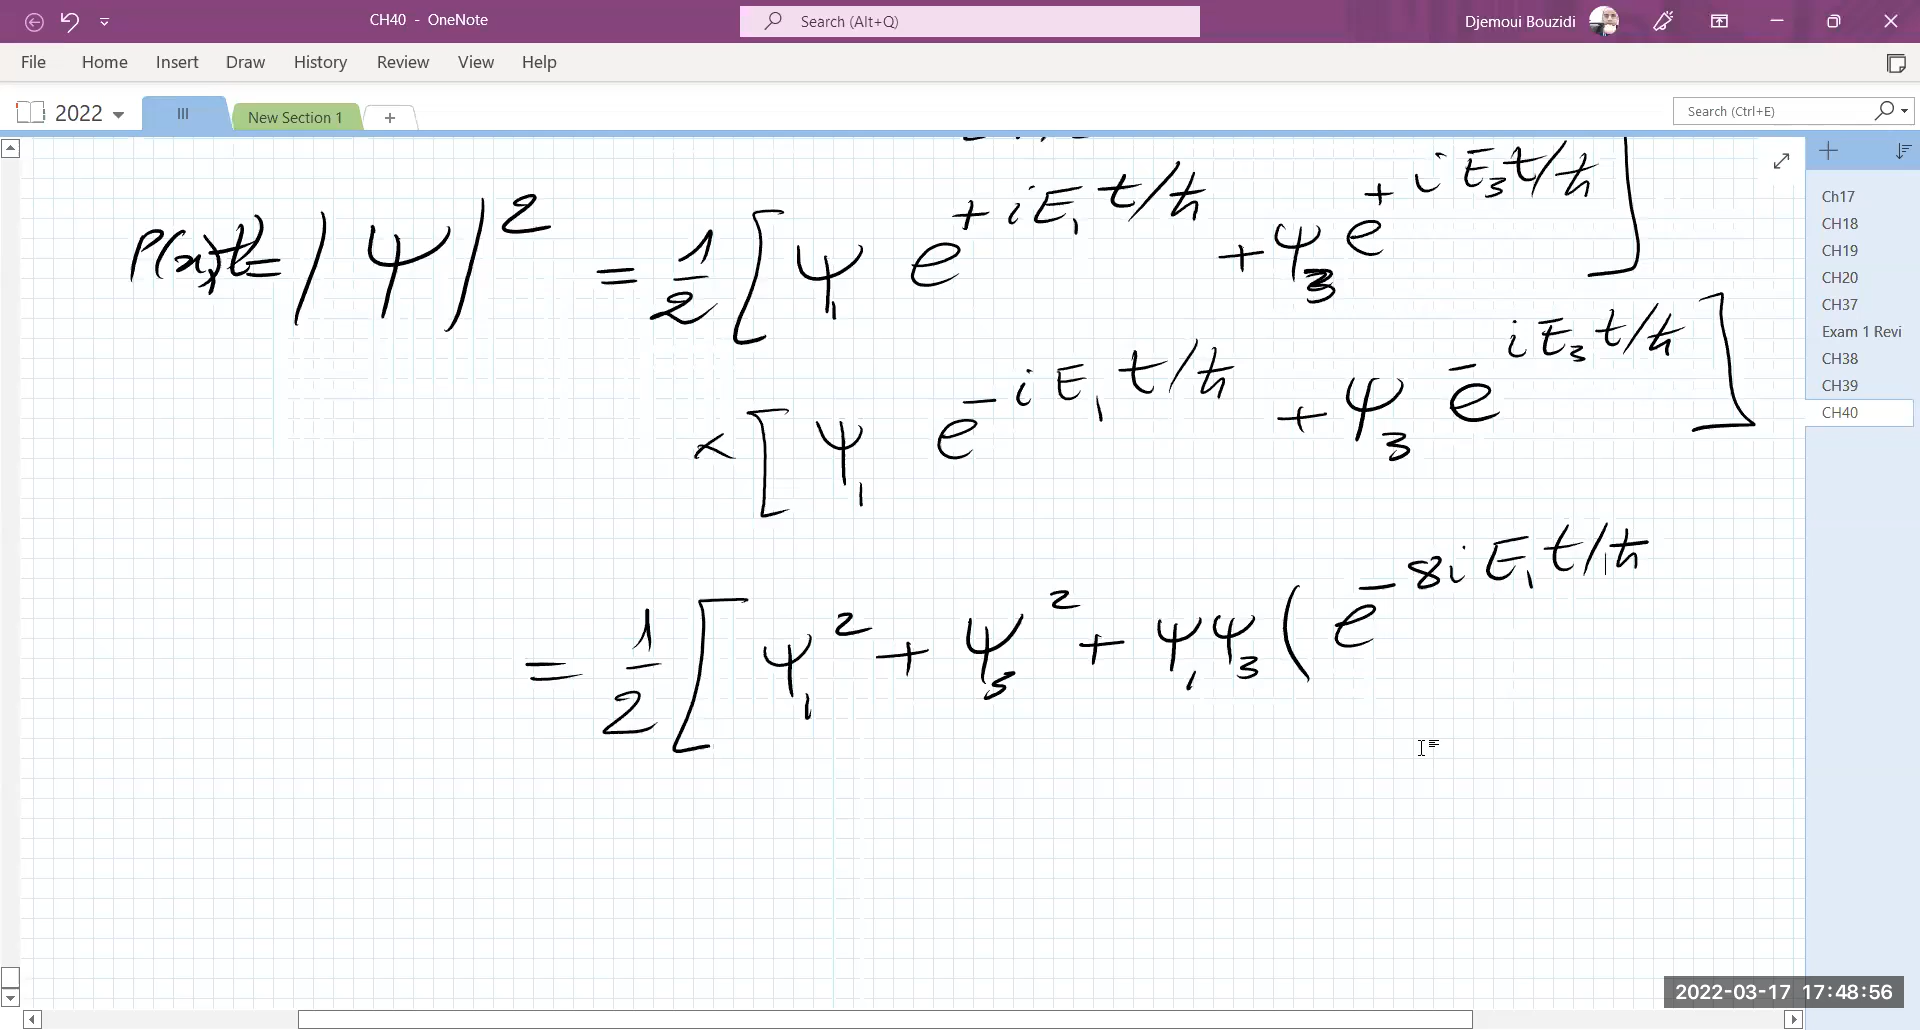 CH40 - OneNote
Search (Alt+Q)
Djemoui Bouzidi
File Home Insert Draw History Review View Help
2022 III New Section 1 +
Search (Ctrl+E)
P(x,t)= |Ψ|² = 1/2 [ψ₁ e^{+iE₁t/ħ} + ψ₃ e^{+iE₃t/ħ}]
× [ψ₁ e^{-iE₁t/ħ} + ψ₃ e^{-iE₃t/ħ}]
= 1/2 [ψ₁² + ψ₃² + ψ₁ψ₃ (e^{-8iE₁t/ħ}
Ch17
CH18
CH19
CH20
CH37
Exam 1 Revi
CH38
CH39
CH40
2022-03-17 17:48:56